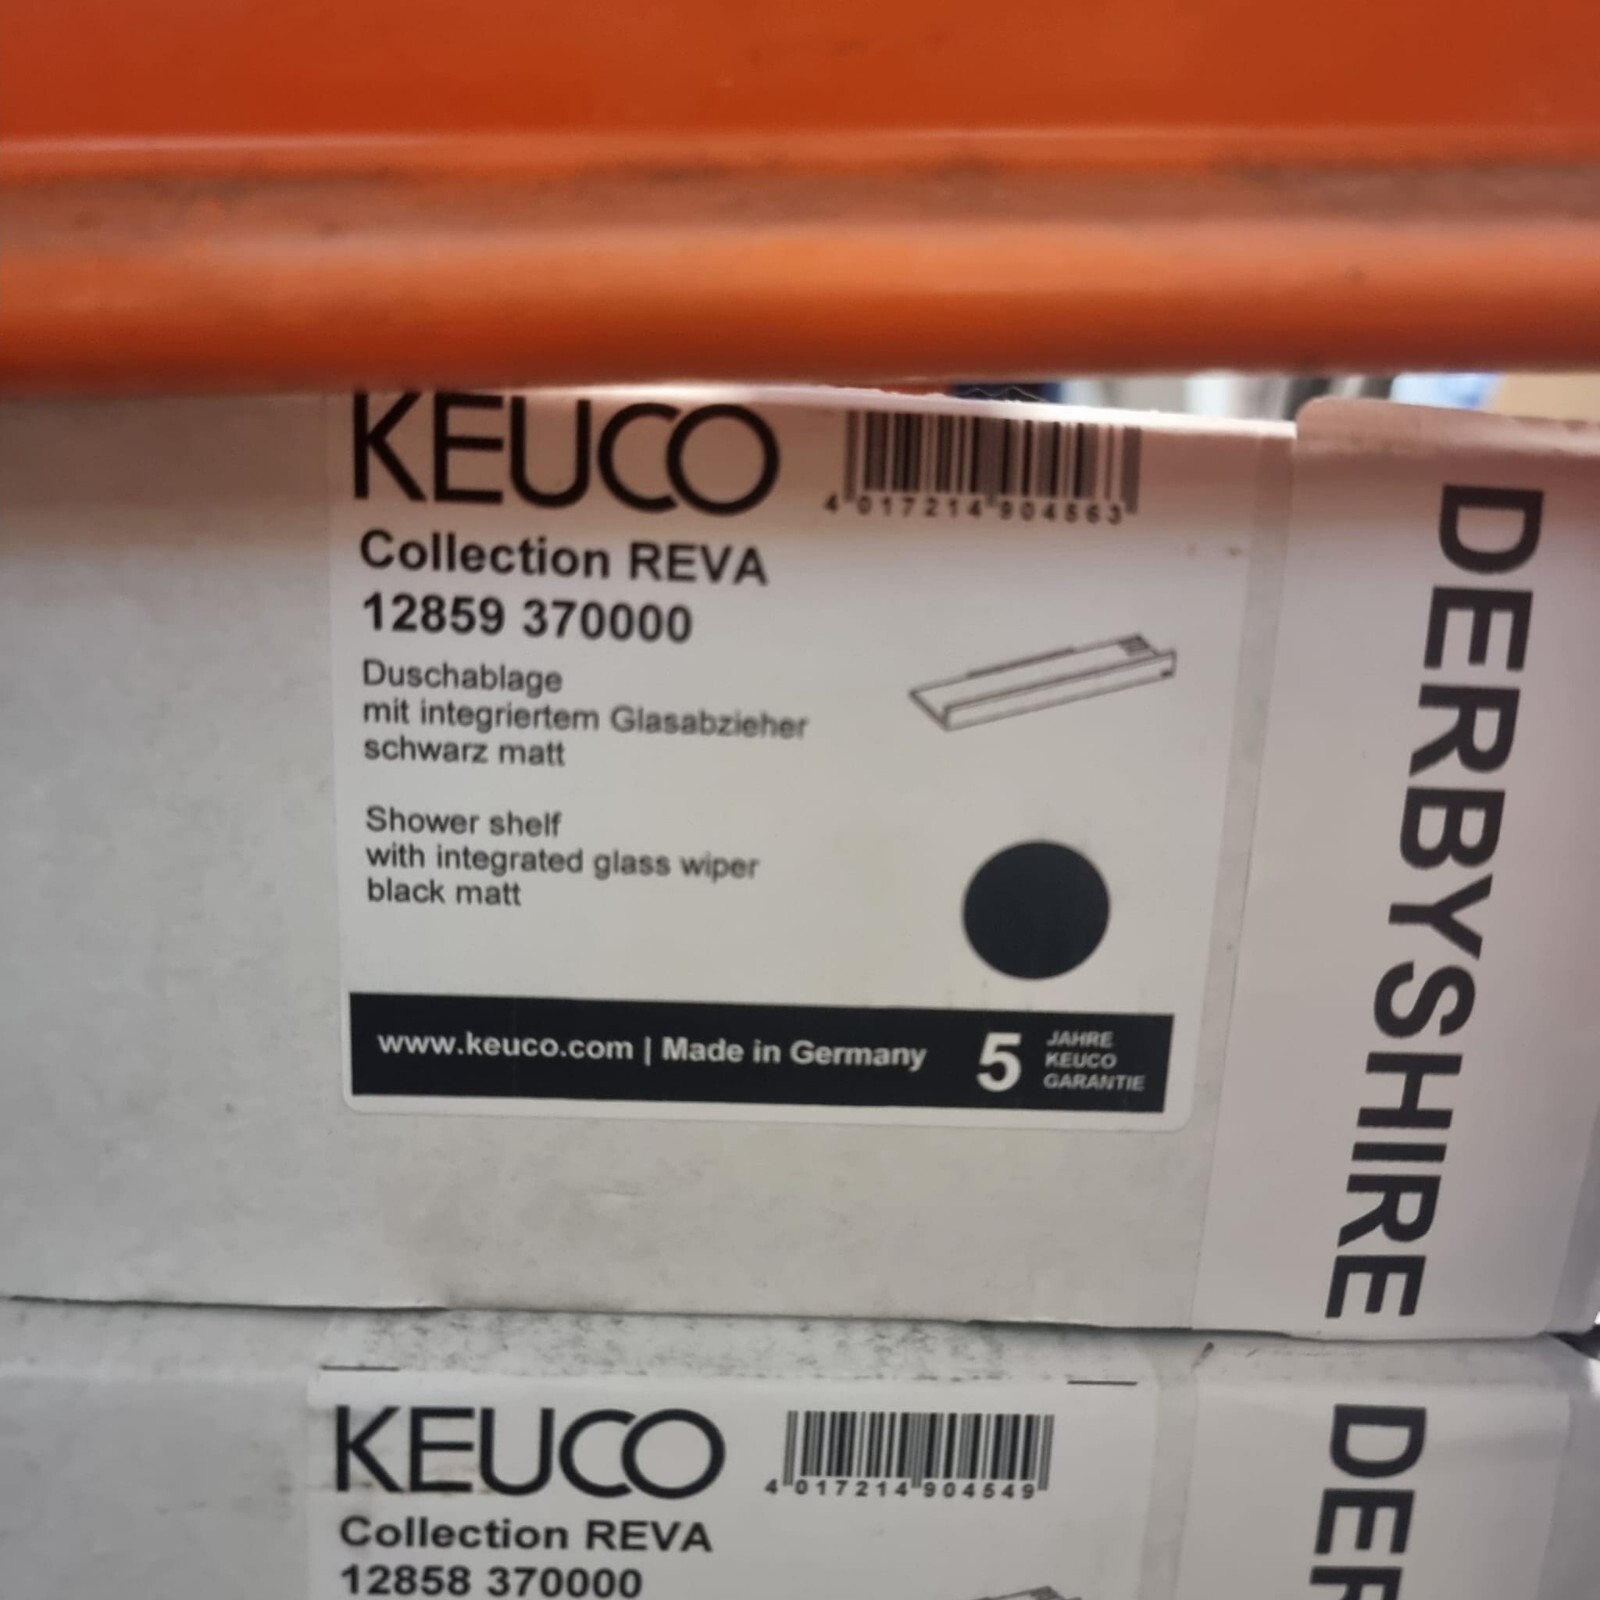 KEUCO
4 017214 904563
Collection REVA
12859 370000
Duschablage
mit integriertem Glasabzieher
schwarz matt
Shower shelf
with integrated glass wiper
black matt
www.keuco.com | Made in Germany
5
JAHRE
KEUCO
GARANTIE
DERBYSHIRE
KEUCO
4 017214 904549
Collection REVA
12858 370000
DER